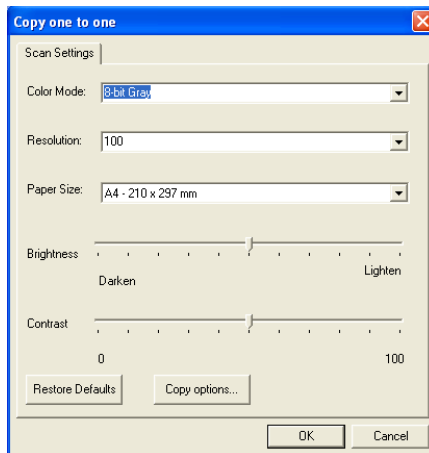 Copy one to one
Scan Settings
Color Mode: 8-bit Gray
Resolution: 100
Paper Size: A4 - 210 x 297 mm
Brightness
Darken Lighten
Contrast
0 100
Restore Defaults Copy options...
OK Cancel